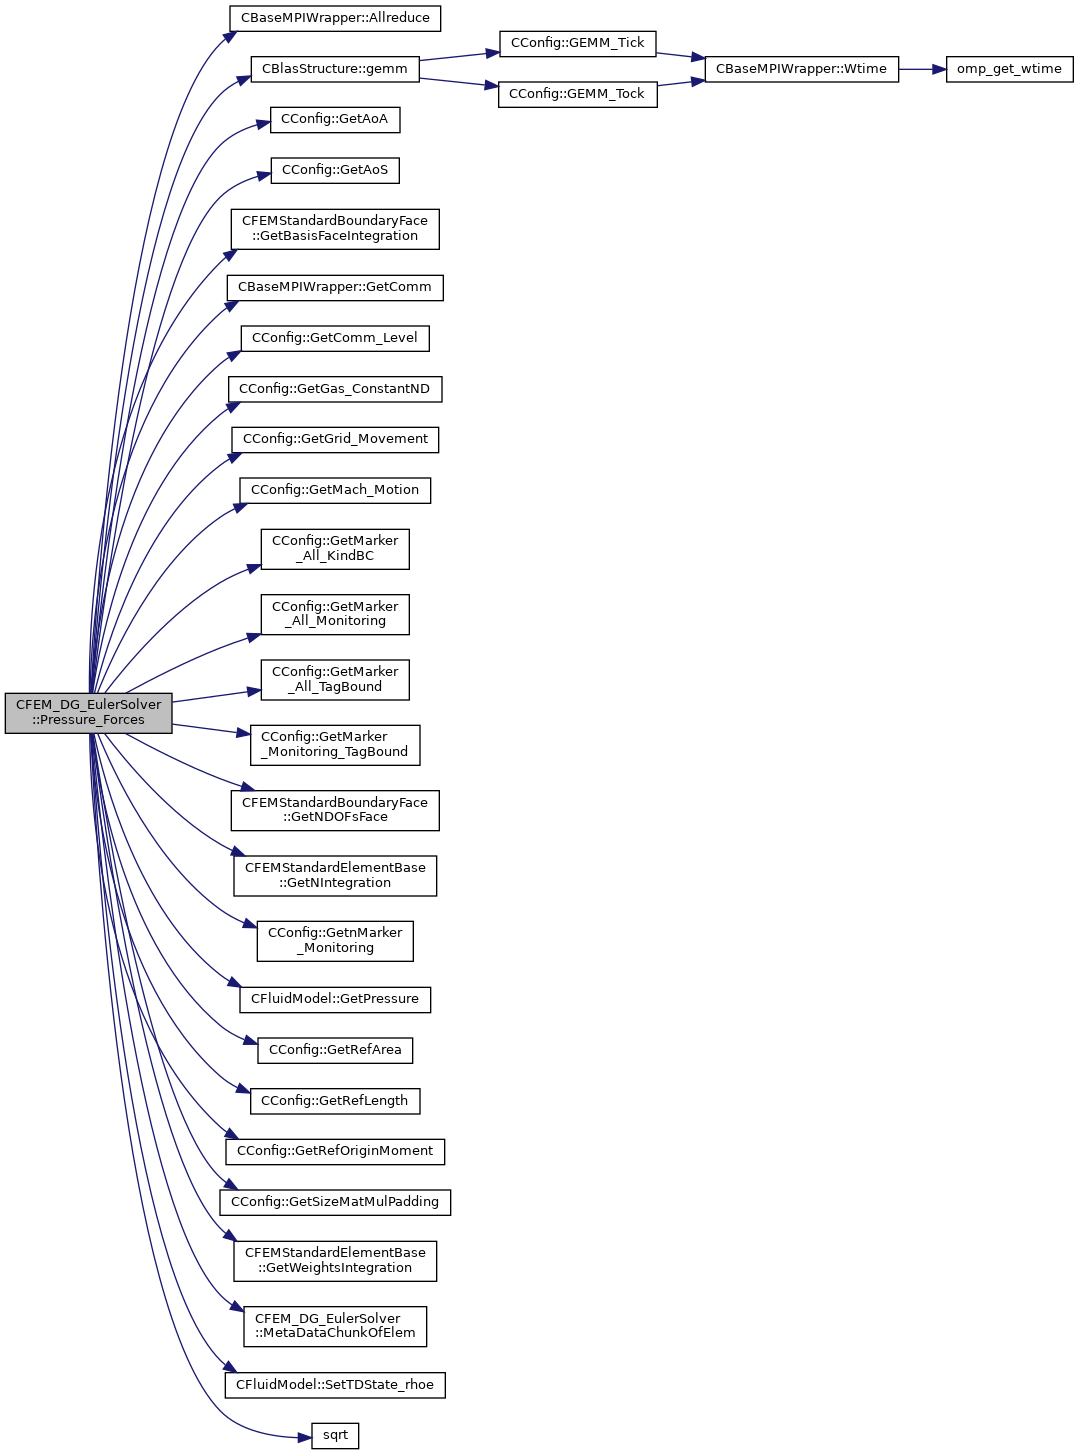 CBaseMPIWrapper::Allreduce
CBlasStructure::gemm
CConfig::GEMM_Tick
CConfig::GEMM_Tock
CBaseMPIWrapper::Wtime
omp_get_wtime
CConfig::GetAoA
CConfig::GetAoS
CFEMStandardBoundaryFace
::GetBasisFaceIntegration
CBaseMPIWrapper::GetComm
CConfig::GetComm_Level
CConfig::GetGas_ConstantND
CConfig::GetGrid_Movement
CConfig::GetMach_Motion
CConfig::GetMarker
_All_KindBC
CConfig::GetMarker
_All_Monitoring
CConfig::GetMarker
_All_TagBound
CFEM_DG_EulerSolver
::Pressure_Forces
CConfig::GetMarker
_Monitoring_TagBound
CFEMStandardBoundaryFace
::GetNDOFsFace
CFEMStandardElementBase
::GetNIntegration
CConfig::GetnMarker
_Monitoring
CFluidModel::GetPressure
CConfig::GetRefArea
CConfig::GetRefLength
CConfig::GetRefOriginMoment
CConfig::GetSizeMatMulPadding
CFEMStandardElementBase
::GetWeightsIntegration
CFEM_DG_EulerSolver
::MetaDataChunkOfElem
CFluidModel::SetTDState_rhoe
sqrt